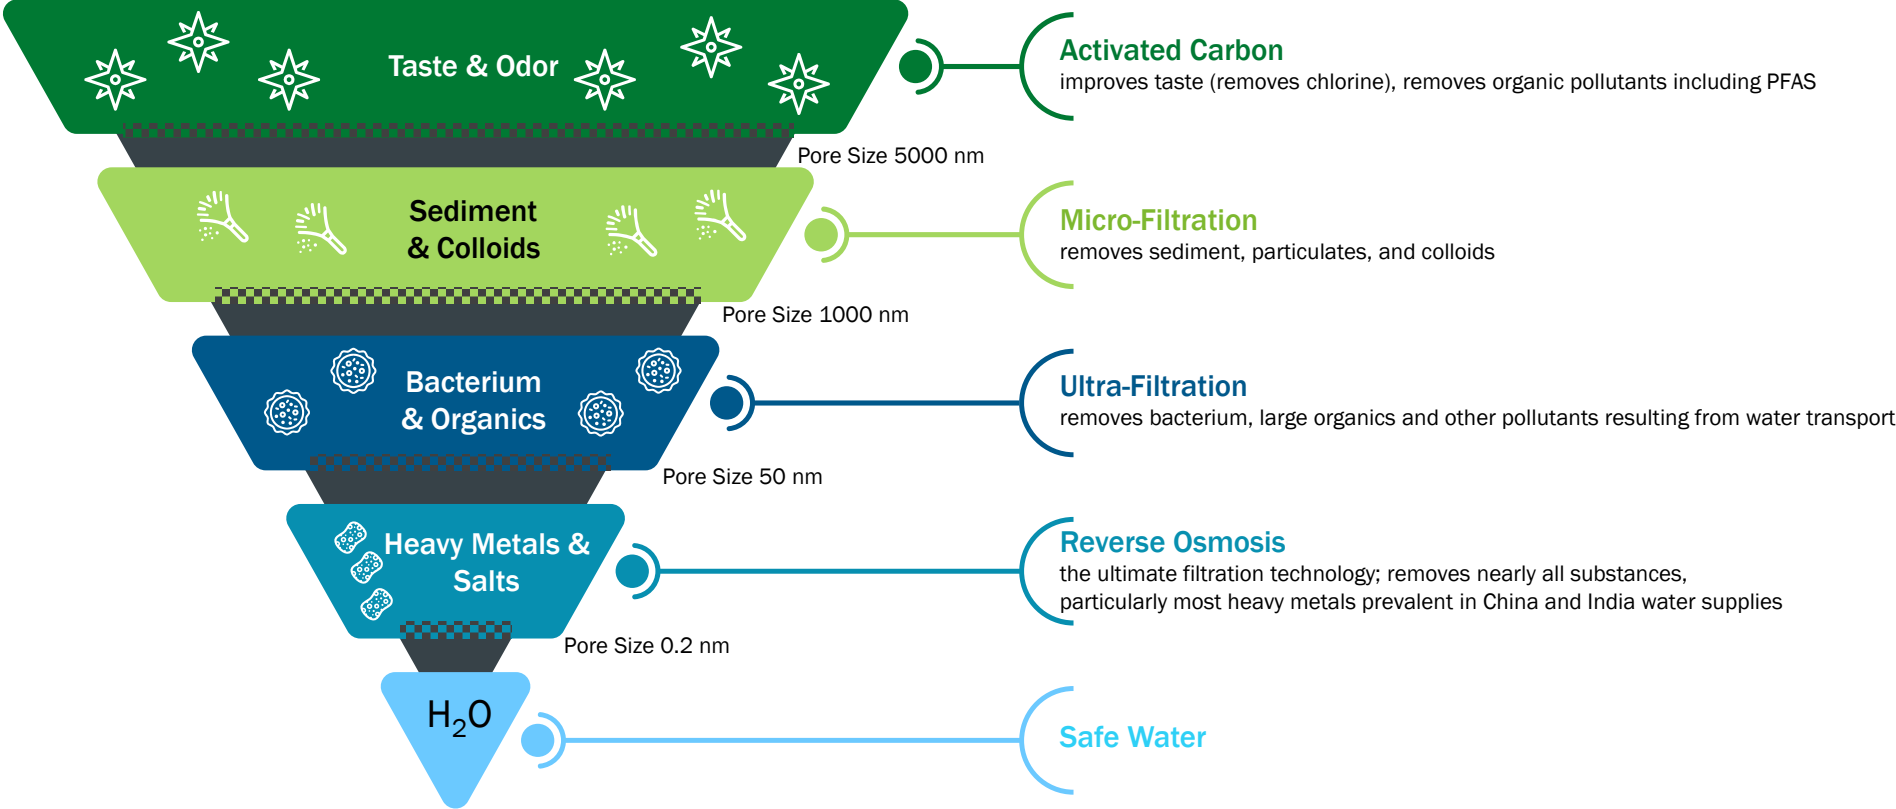 Taste & Odor
Activated Carbon
improves taste (removes chlorine), removes organic pollutants including PFAS
Pore Size 5000 nm
Sediment
& Colloids
Micro-Filtration
removes sediment, particulates, and colloids
Pore Size 1000 nm
Bacterium
& Organics
Ultra-Filtration
removes bacterium, large organics and other pollutants resulting from water transport
Pore Size 50 nm
Heavy Metals &
Salts
Reverse Osmosis
the ultimate filtration technology; removes nearly all substances,
particularly most heavy metals prevalent in China and India water supplies
Pore Size 0.2 nm
H₂O
Safe Water